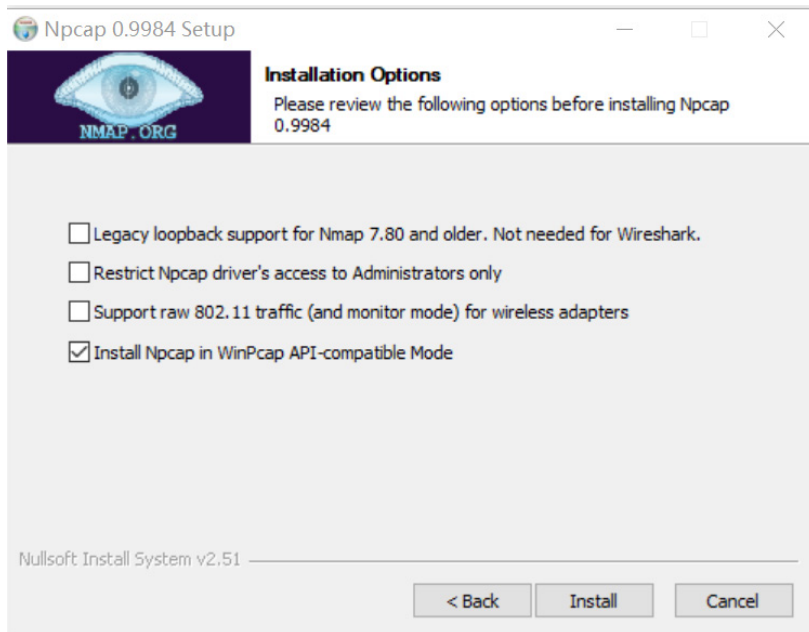 Npcap 0.9984 Setup
Installation Options
Please review the following options before installing Npcap
0.9984
NMAP.ORG
Legacy loopback support for Nmap 7.80 and older. Not needed for Wireshark.
Restrict Npcap driver's access to Administrators only
Support raw 802.11 traffic (and monitor mode) for wireless adapters
Install Npcap in WinPcap API-compatible Mode
Nullsoft Install System v2.51
< Back
Install
Cancel